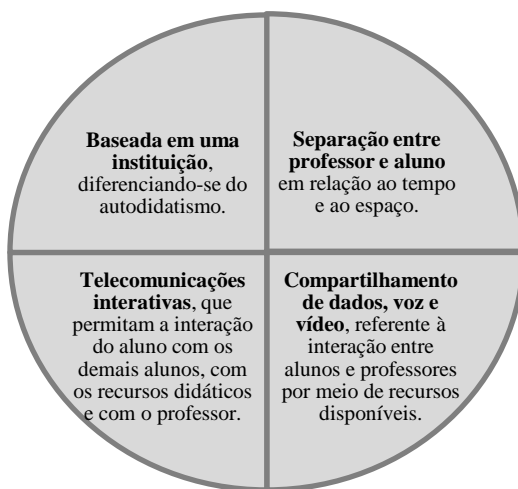 Baseada em uma
instituição,
diferenciando-se do
autodidatismo.
Separação entre
professor e aluno
em relação ao tempo
e ao espaço.
Telecomunicações
interativas, que
permitam a interação
do aluno com os
demais alunos, com
os recursos didáticos
e com o professor.
Compartilhamento
de dados, voz e
vídeo, referente à
interação entre
alunos e professores
por meio de recursos
disponíveis.